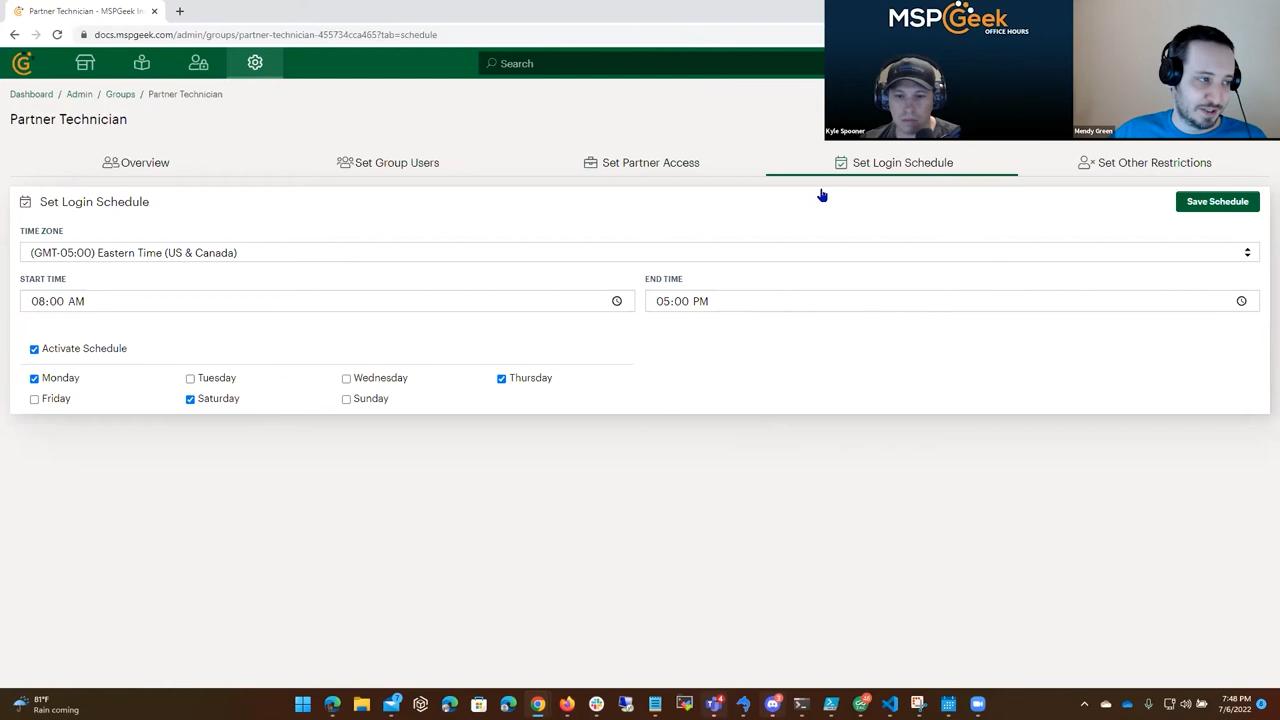 Partner Technician - MSPGeek In
docs.mspgeek.com/admin/groups/partner-technician-455734cca465?tab=schedule
MSPGeek
OFFICE HOURS
Kyle Spooner
Mendy Green
Search
Dashboard / Admin / Groups / Partner Technician
Partner Technician
Overview
Set Group Users
Set Partner Access
Set Login Schedule
Set Other Restrictions
Set Login Schedule
Save Schedule
TIME ZONE
(GMT-05:00) Eastern Time (US & Canada)
START TIME
END TIME
08:00 AM
05:00 PM
Activate Schedule
Monday
Tuesday
Wednesday
Thursday
Friday
Saturday
Sunday
81°F
Rain coming
7:48 PM
7/6/2022